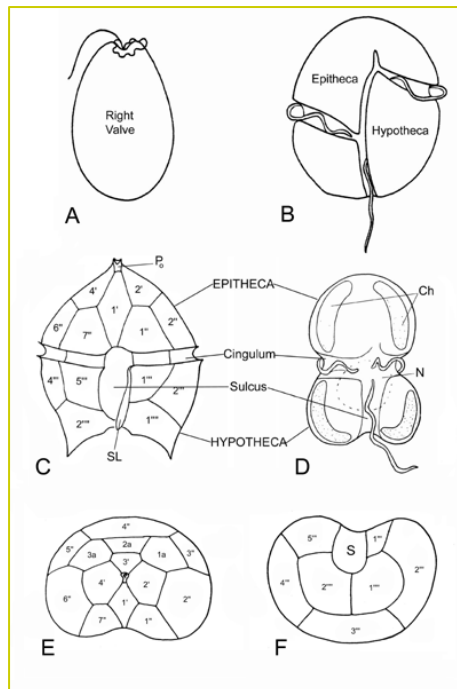 Right
Valve
A
Epitheca
Hypotheca
B
Po
4'
2'
1'
EPITHECA
6"
7"
1"
2"
Cingulum
5'''
1'''
Sulcus
2''''
1''''
HYPOTHECA
SL
C
Ch
N
D
4"
5"
3a
2a
1a
3"
3'
4'
2'
6"
1'
2"
7"
1"
E
5'''
S
1'''
4'''
2'''
2''''
1''''
3'''
F